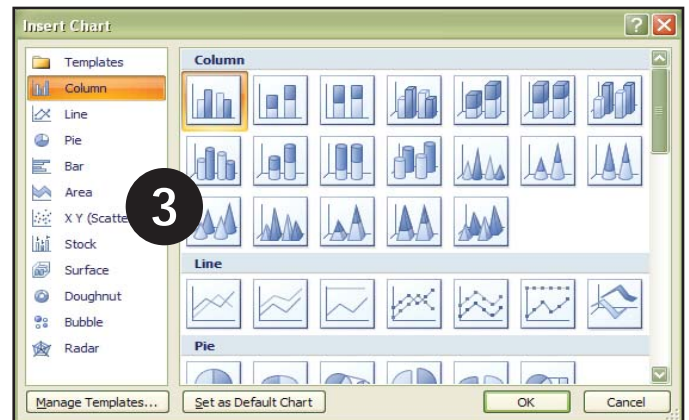 Insert Chart
Templates
Column
Line
Pie
Bar
Area
X Y (Scatte
Stock
Surface
Doughnut
Bubble
Radar
3
Column
Line
Pie
Manage Templates...
Set as Default Chart
OK
Cancel